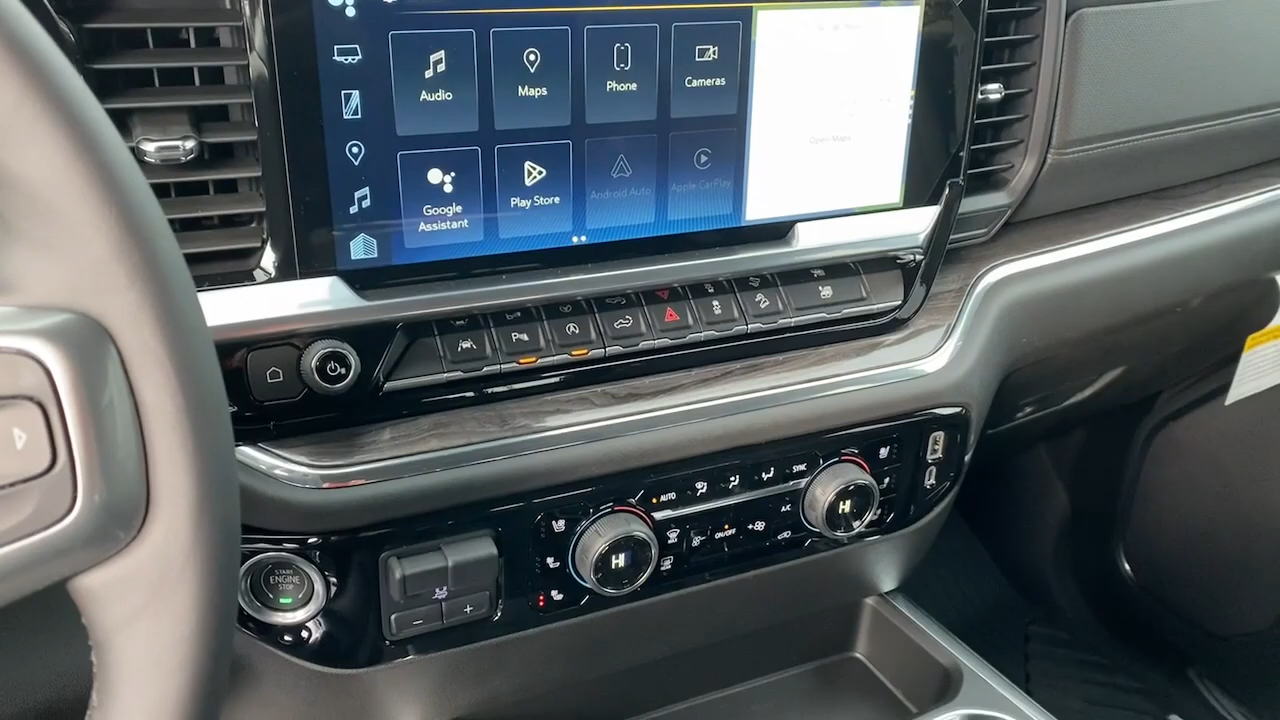 Audio
Maps
Phone
Cameras
Google
Assistant
Play Store
Android Auto
Apple CarPlay
Open Maps
AUTO
SYNC
A/C
MAX
ON/OFF
HI
HI
START
ENGINE
STOP